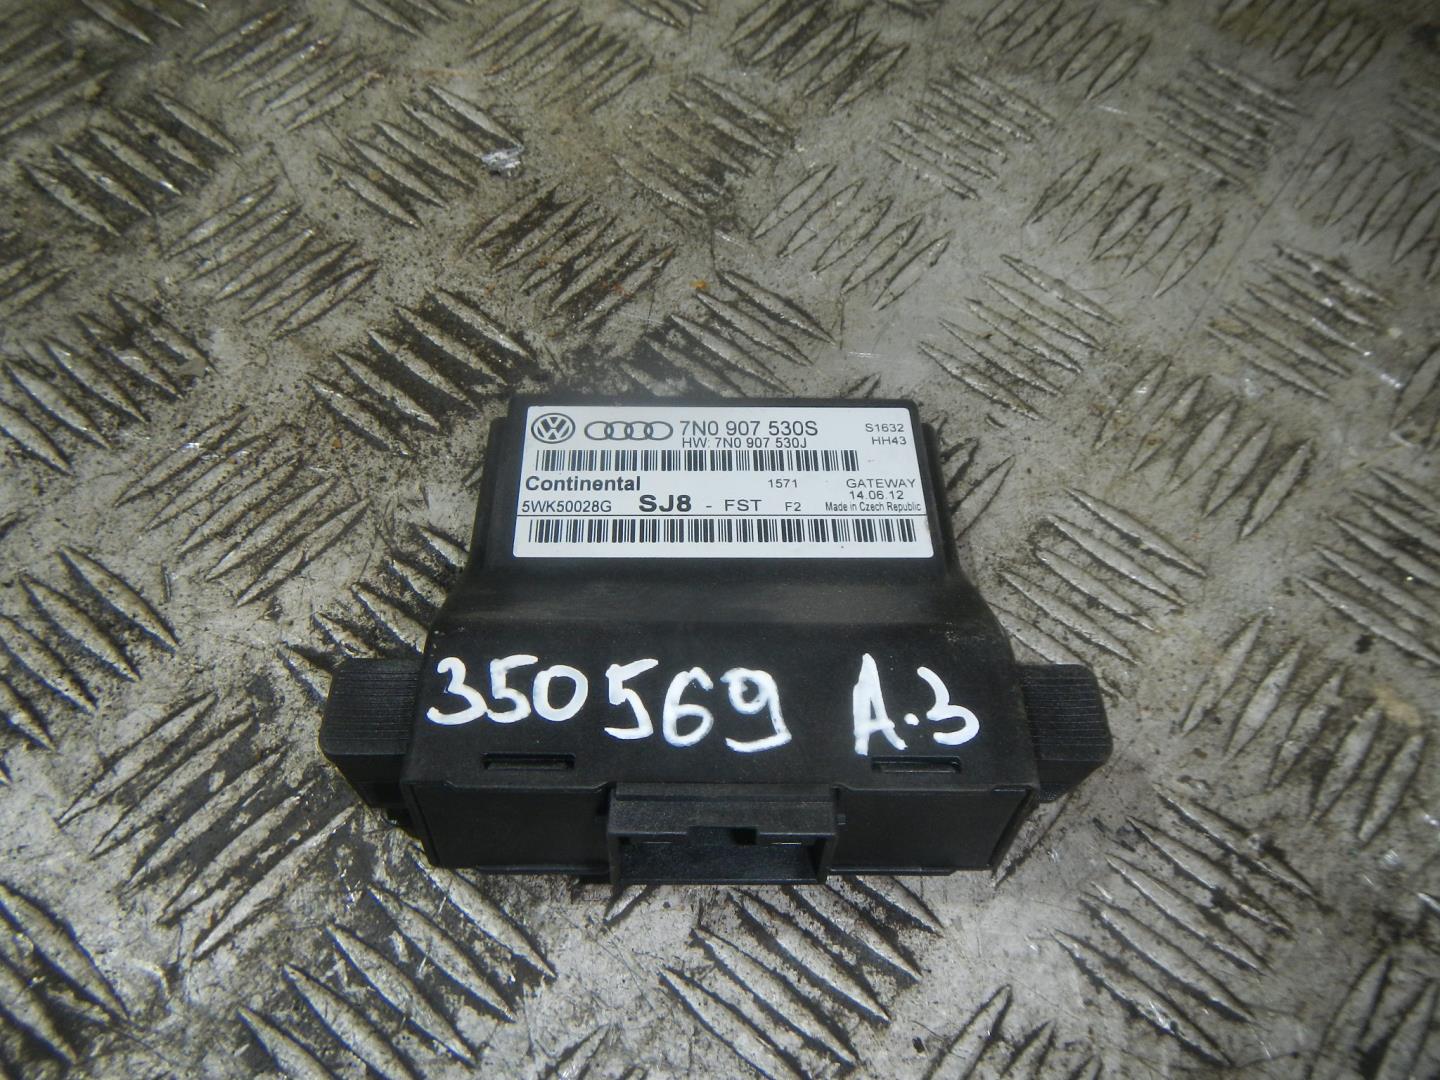 7N0 907 530S S1632
HW: 7N0 907 530J HH43
Continental 1571 GATEWAY
14.06.12
5WK50028G SJ8 - FST F2 Made in Czech Republic
350569 A.3